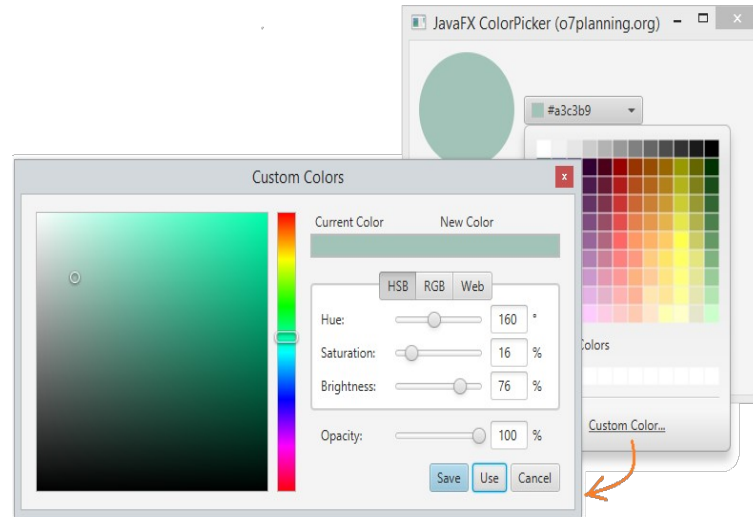 JavaFX ColorPicker (o7planning.org)
#a3c3b9
Custom Colors
Current Color New Color
HSB RGB Web
Hue: 160 °
Saturation: 16 %
Brightness: 76 %
Opacity: 100 %
Save Use Cancel
Colors
Custom Color...